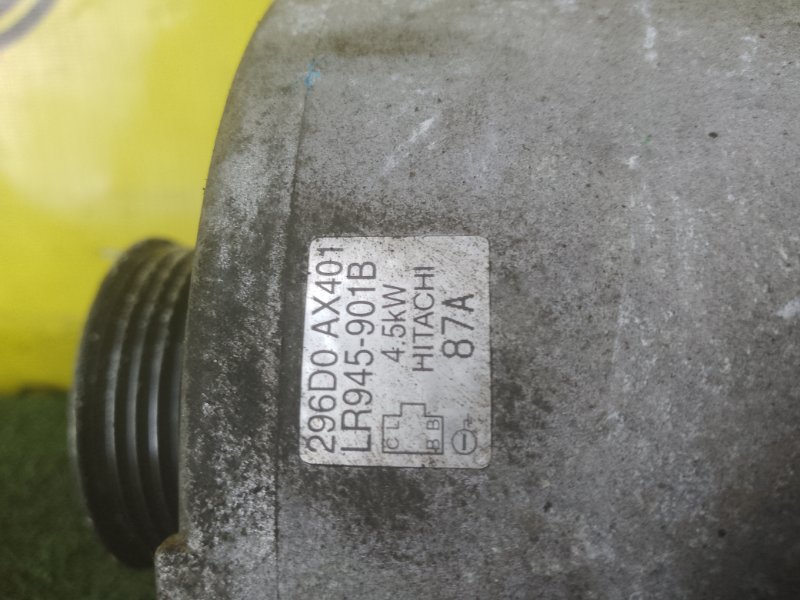 296D0 AX401
LR945-901B
4.5kW
HITACHI
87A
C L
B B